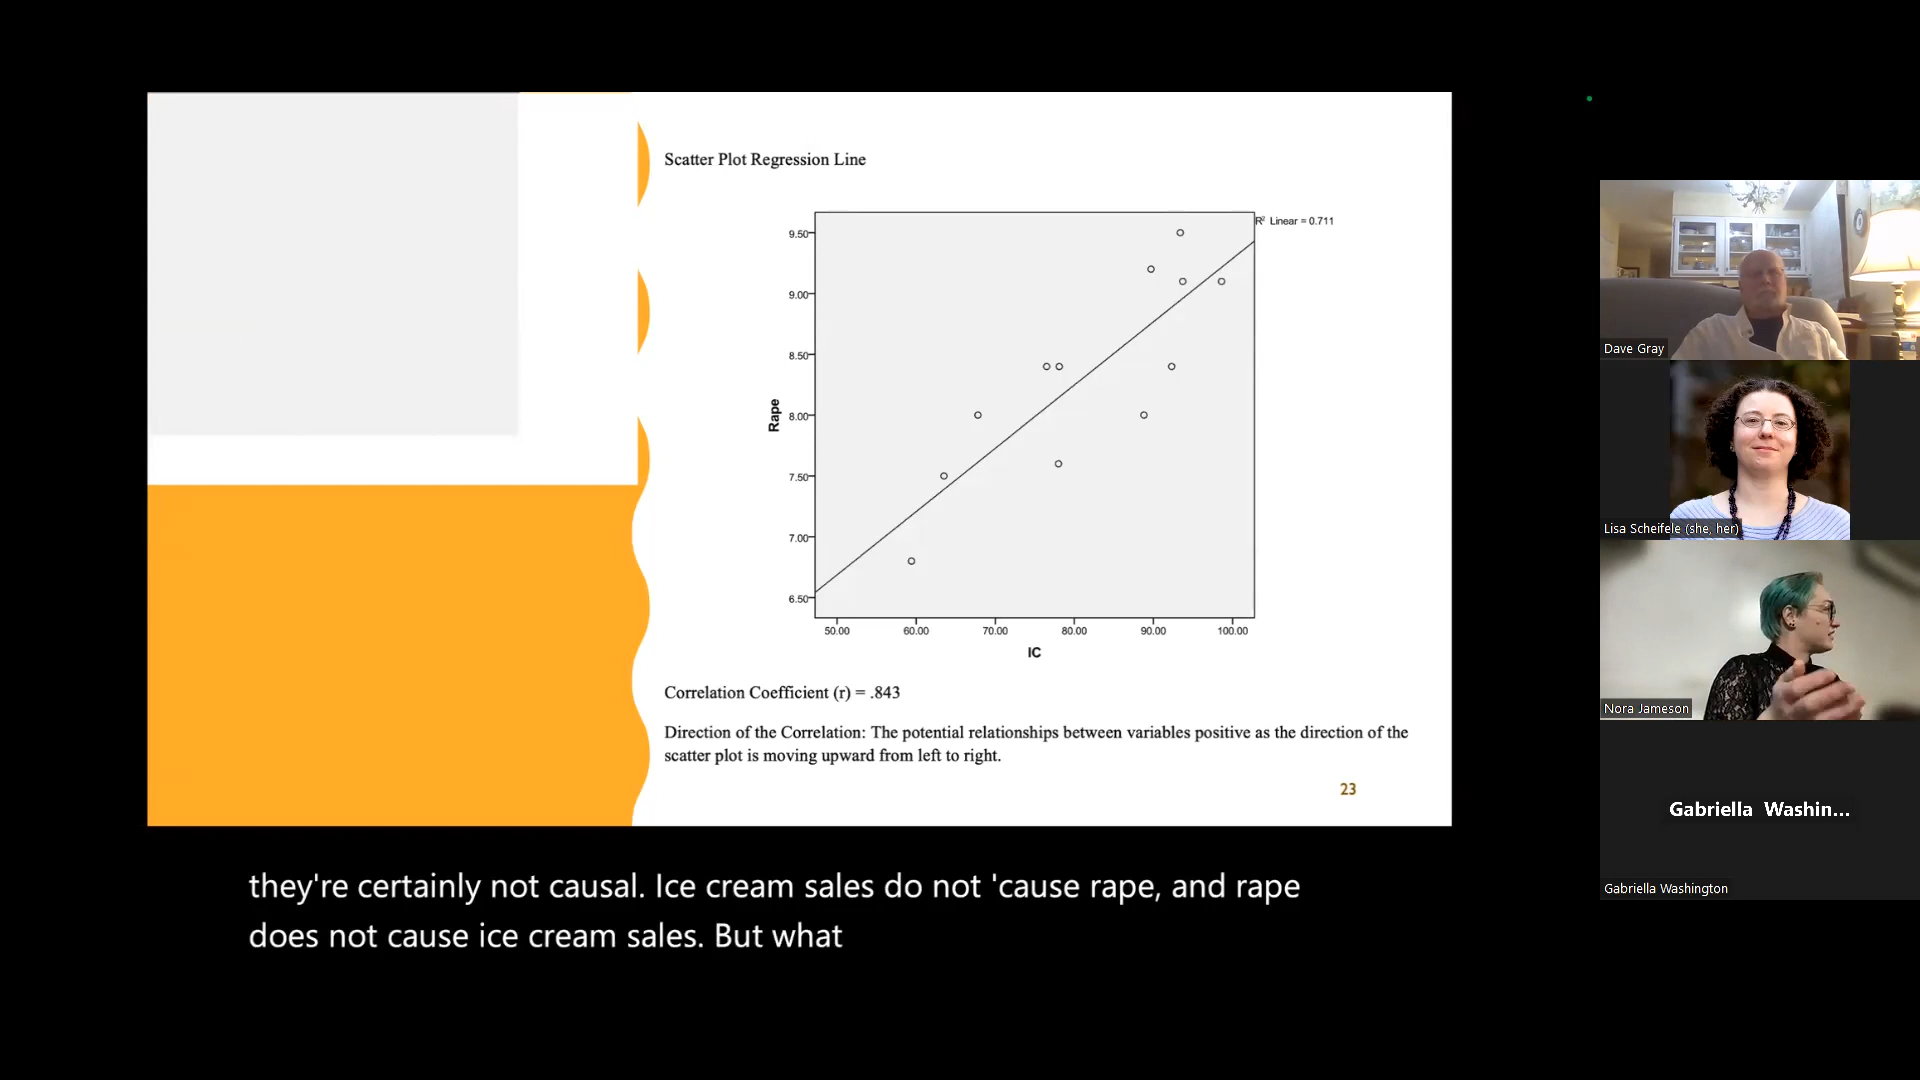 Scatter Plot Regression Line
R² Linear = 0.711
9.50
9.00
8.50
8.00
7.50
7.00
6.50
Rape
50.00 60.00 70.00 80.00 90.00 100.00
IC
Correlation Coefficient (r) = .843
Direction of the Correlation: The potential relationships between variables positive as the direction of the
scatter plot is moving upward from left to right.
23
they're certainly not causal. Ice cream sales do not 'cause rape, and rape
does not cause ice cream sales. But what
Dave Gray
Lisa Scheifele (she, her)
Nora Jameson
Gabriella Washin...
Gabriella Washington